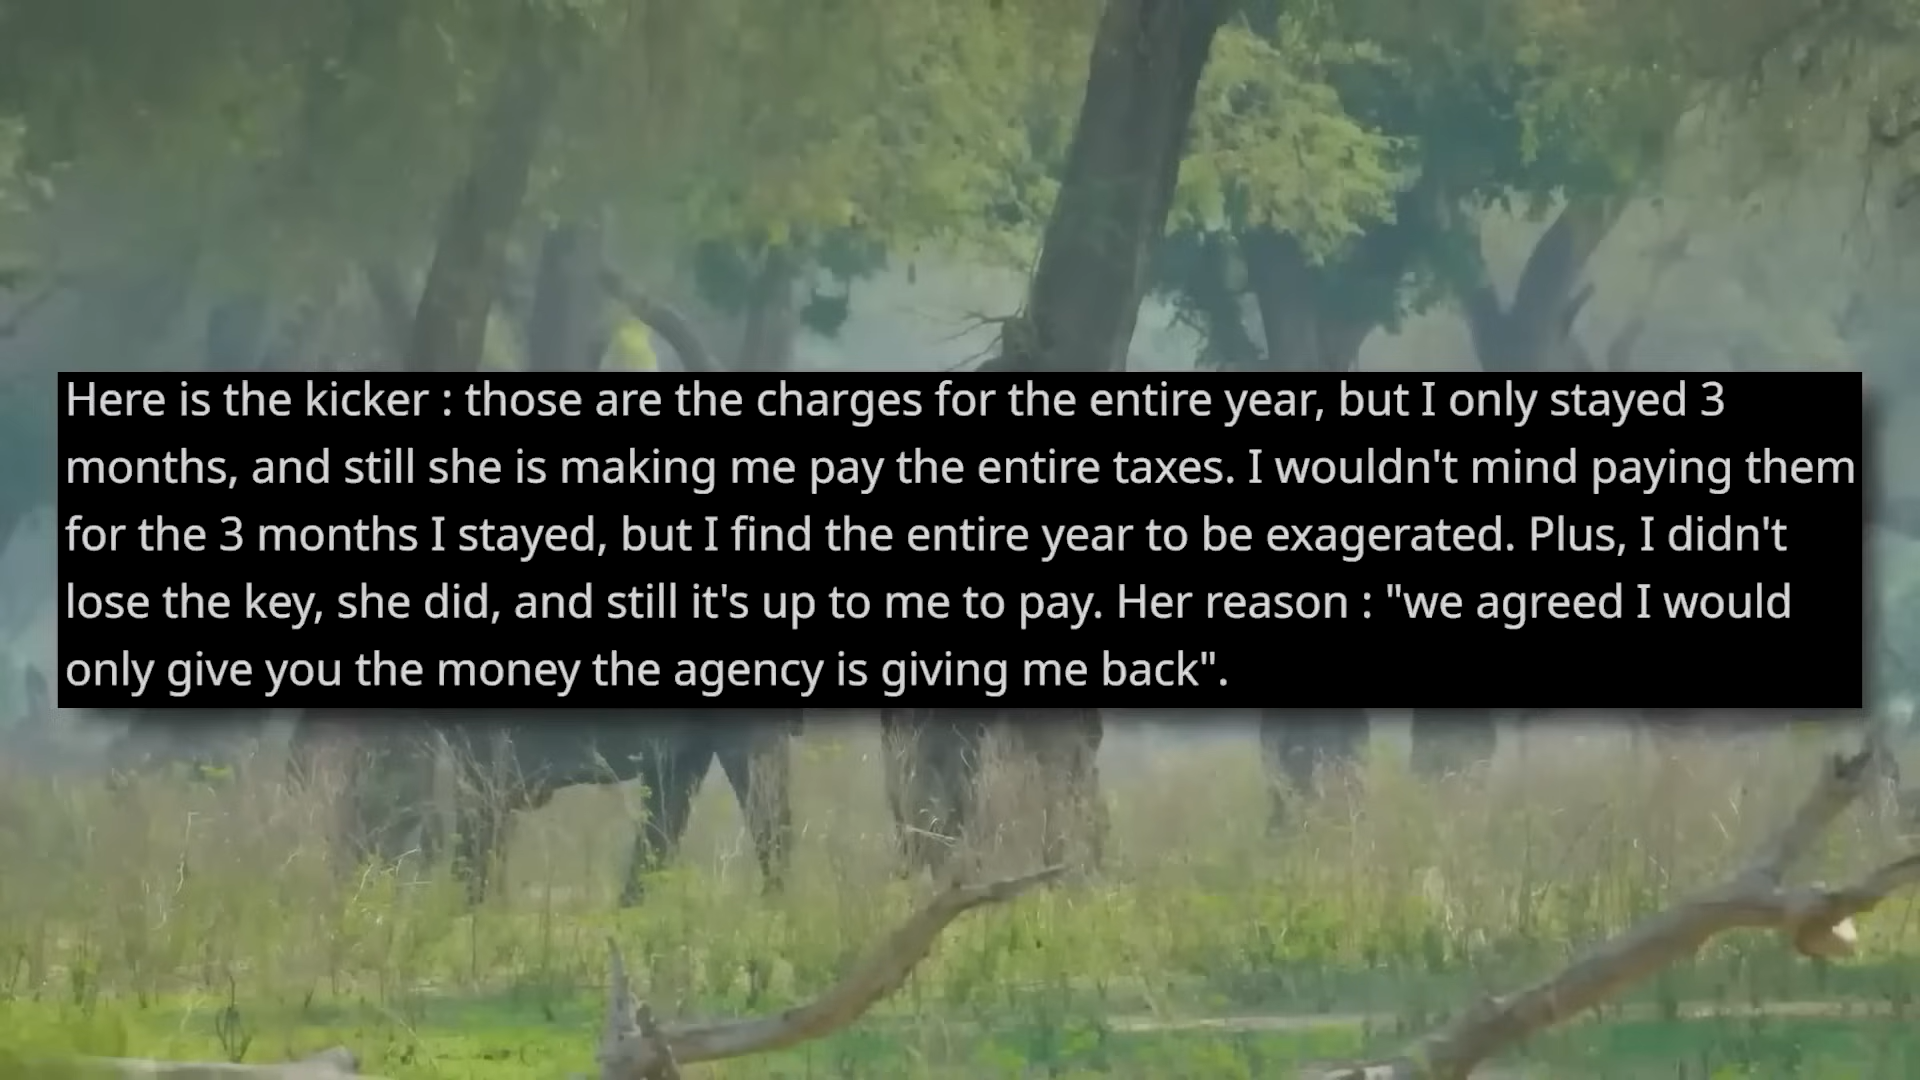 Here is the kicker : those are the charges for the entire year, but I only stayed 3
months, and still she is making me pay the entire taxes. I wouldn't mind paying them
for the 3 months I stayed, but I find the entire year to be exagerated. Plus, I didn't
lose the key, she did, and still it's up to me to pay. Her reason : "we agreed I would
only give you the money the agency is giving me back".